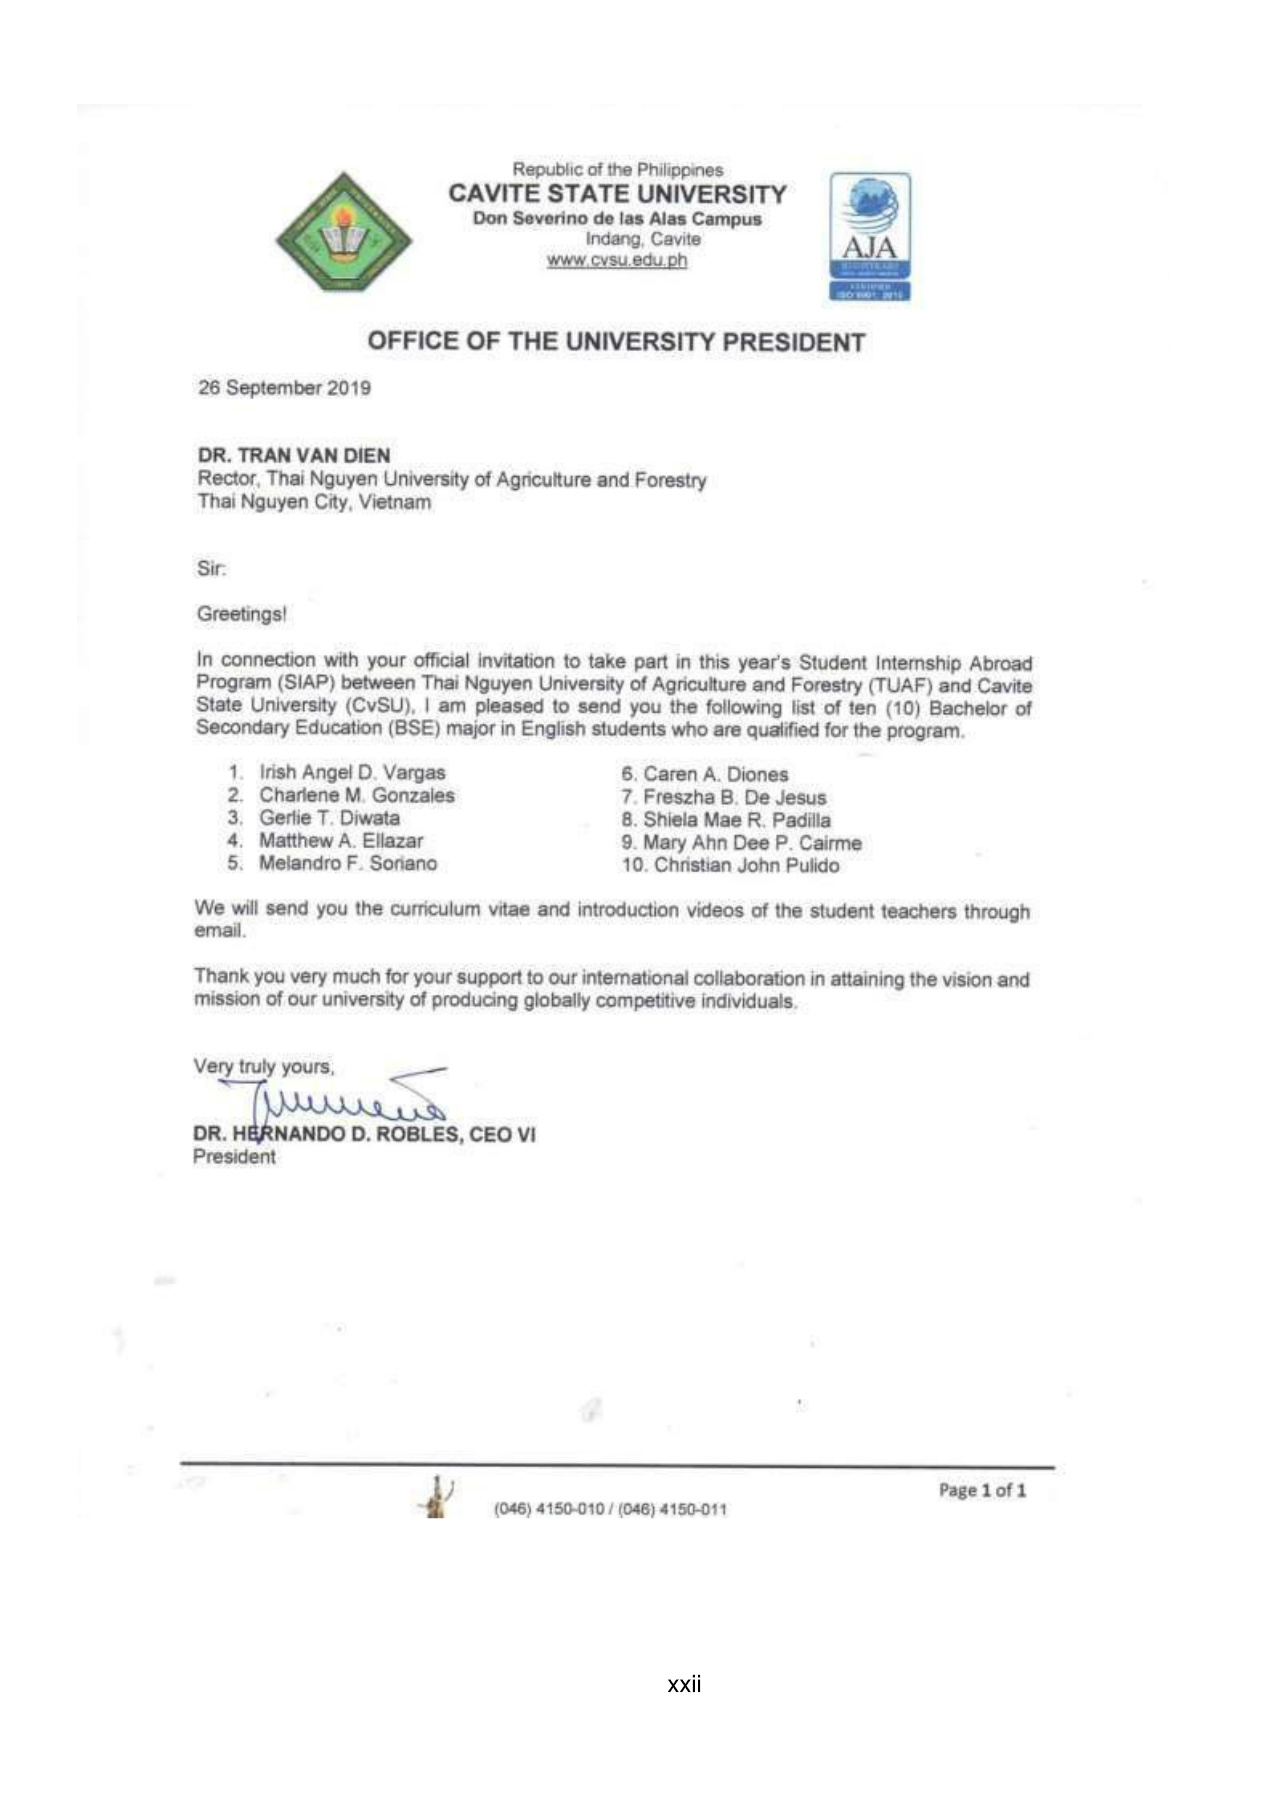 Republic of the Philippines
CAVITE STATE UNIVERSITY
Don Severino de las Alas Campus
Indang, Cavite
www.cvsu.edu.ph
AJA
ISO 9001: 2015
OFFICE OF THE UNIVERSITY PRESIDENT
26 September 2019
DR. TRAN VAN DIEN
Rector, Thai Nguyen University of Agriculture and Forestry
Thai Nguyen City, Vietnam
Sir:
Greetings!
In connection with your official invitation to take part in this year's Student Internship Abroad
Program (SIAP) between Thai Nguyen University of Agriculture and Forestry (TUAF) and Cavite
State University (CvSU), I am pleased to send you the following list of ten (10) Bachelor of
Secondary Education (BSE) major in English students who are qualified for the program.
1. Irish Angel D. Vargas
2. Charlene M. Gonzales
3. Gerlie T. Diwata
4. Matthew A. Ellazar
5. Melandro F. Soriano
6. Caren A. Diones
7. Freszha B. De Jesus
8. Shiela Mae R. Padilla
9. Mary Ahn Dee P. Cairme
10. Christian John Pulido
We will send you the curriculum vitae and introduction videos of the student teachers through
email.
Thank you very much for your support to our international collaboration in attaining the vision and
mission of our university of producing globally competitive individuals.
Very truly yours,
DR. HERNANDO D. ROBLES, CEO VI
President
Page 1 of 1
(046) 4150-010 / (046) 4150-011
xxii